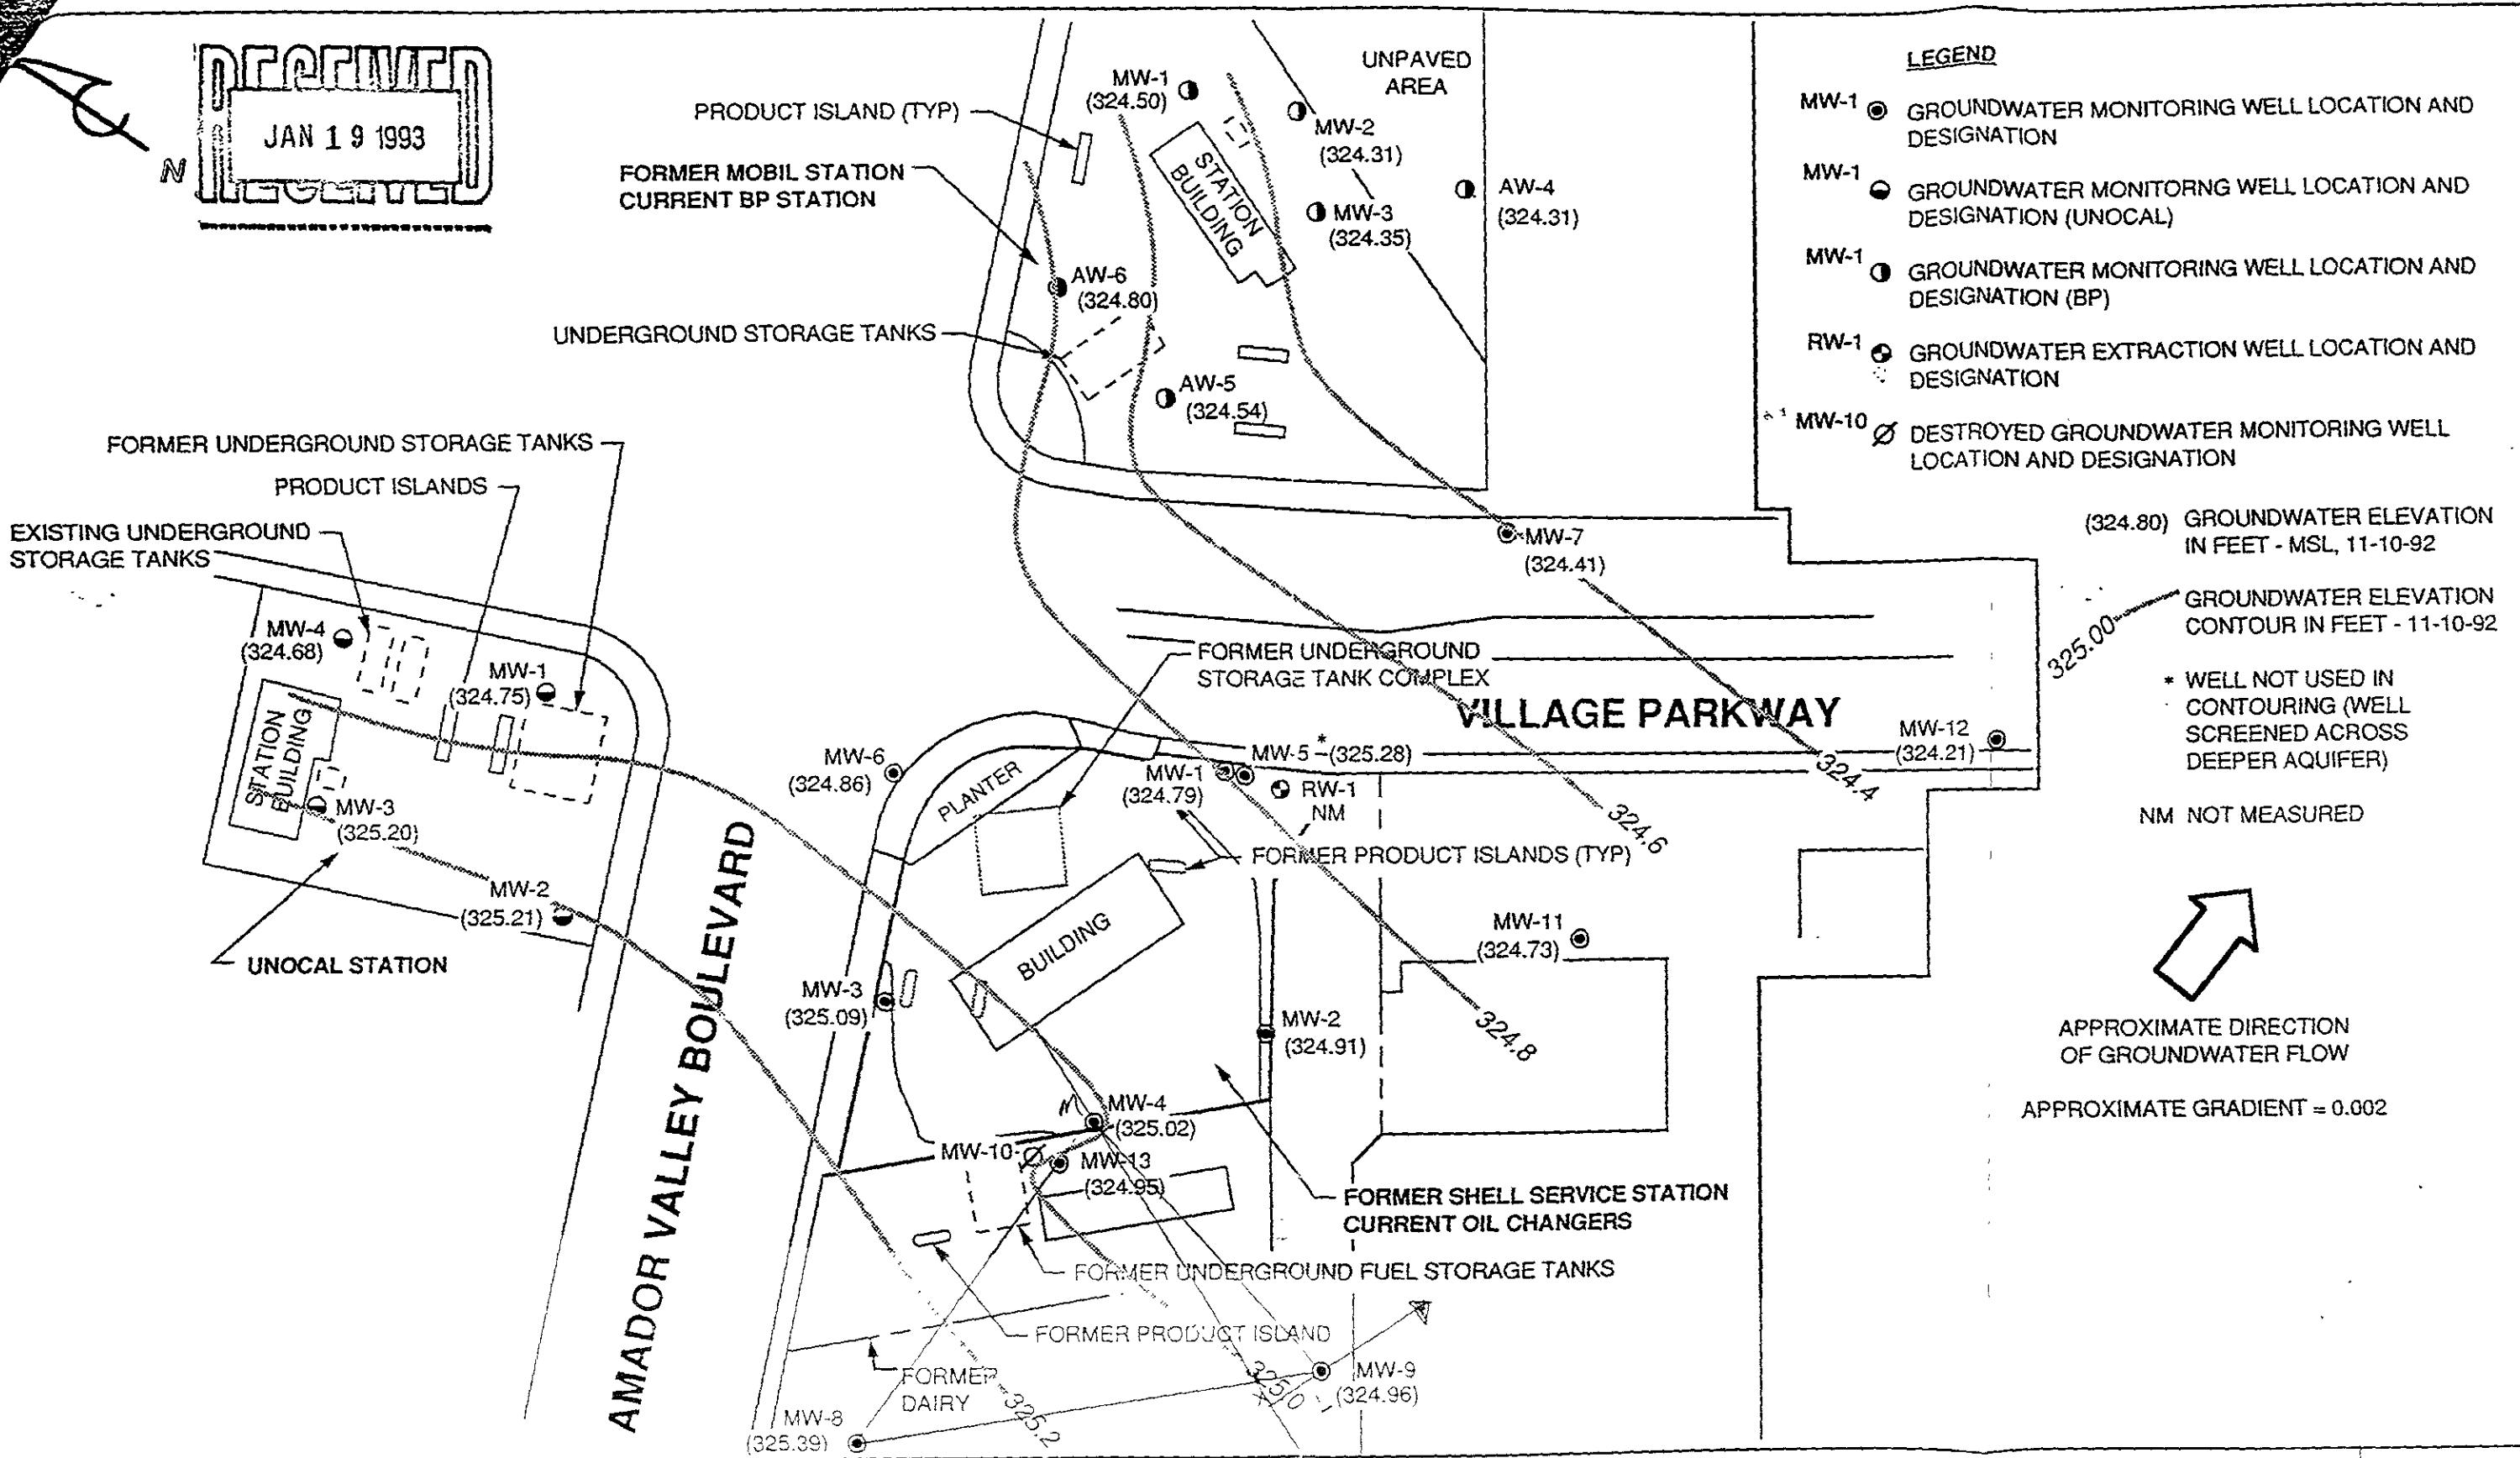 RECEIVED
JAN 19 1993
RECEIVED
N
PRODUCT ISLAND (TYP)
FORMER MOBIL STATION
CURRENT BP STATION
UNDERGROUND STORAGE TANKS
MW-1
(324.50)
STATION
BUILDING
MW-2
(324.31)
MW-3
(324.35)
UNPAVED
AREA
AW-4
(324.31)
AW-6
(324.80)
AW-5
(324.54)
LEGEND
MW-1 GROUNDWATER MONITORING WELL LOCATION AND
DESIGNATION
MW-1 GROUNDWATER MONITORNG WELL LOCATION AND
DESIGNATION (UNOCAL)
MW-1 GROUNDWATER MONITORING WELL LOCATION AND
DESIGNATION (BP)
RW-1 GROUNDWATER EXTRACTION WELL LOCATION AND
DESIGNATION
MW-10 DESTROYED GROUNDWATER MONITORING WELL
LOCATION AND DESIGNATION
(324.80) GROUNDWATER ELEVATION
IN FEET - MSL, 11-10-92
325.00 GROUNDWATER ELEVATION
CONTOUR IN FEET - 11-10-92
* WELL NOT USED IN
CONTOURING (WELL
SCREENED ACROSS
DEEPER AQUIFER)
NM NOT MEASURED
APPROXIMATE DIRECTION
OF GROUNDWATER FLOW
APPROXIMATE GRADIENT = 0.002
FORMER UNDERGROUND STORAGE TANKS
PRODUCT ISLANDS
EXISTING UNDERGROUND
STORAGE TANKS
MW-4
(324.68)
MW-1
(324.75)
STATION
BUILDING
MW-3
(325.20)
MW-2
(325.21)
UNOCAL STATION
AMADOR VALLEY BOULEVARD
MW-7
(324.41)
FORMER UNDERGROUND
STORAGE TANK COMPLEX
VILLAGE PARKWAY
MW-12
(324.21)
324.4
324.6
324.8
MW-6
(324.86)
PLANTER
MW-5 * (325.28)
MW-1
(324.79)
RW-1
NM
FORMER PRODUCT ISLANDS (TYP)
BUILDING
MW-11
(324.73)
MW-3
(325.09)
MW-2
(324.91)
MW-4
(325.02)
MW-10
MW-13
(324.95)
FORMER SHELL SERVICE STATION
CURRENT OIL CHANGERS
FORMER UNDERGROUND FUEL STORAGE TANKS
FORMER PRODUCT ISLAND
FORMER
DAIRY
325.2
325.0
MW-9
(324.96)
MW-8
(325.39)